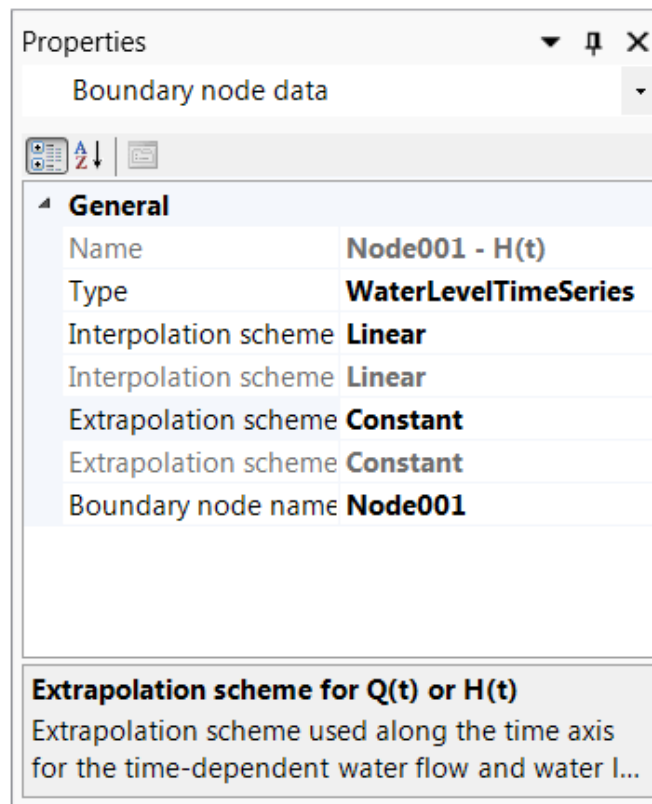 Properties
Boundary node data
General
Name Node001 - H(t)
Type WaterLevelTimeSeries
Interpolation scheme Linear
Interpolation scheme Linear
Extrapolation scheme Constant
Extrapolation scheme Constant
Boundary node name Node001
Extrapolation scheme for Q(t) or H(t)
Extrapolation scheme used along the time axis
for the time-dependent water flow and water l...